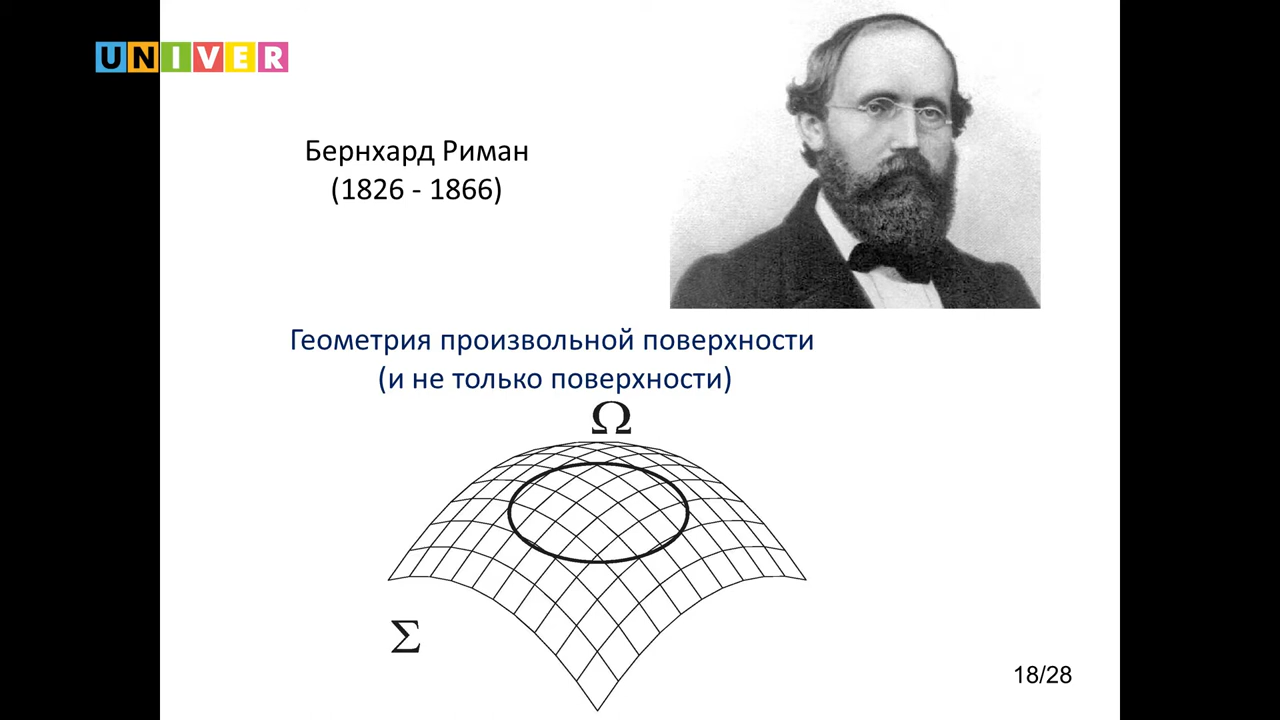 UNIVER
Бернхард Риман
(1826 - 1866)
Геометрия произвольной поверхности
(и не только поверхности)
Ω
Σ
18/28